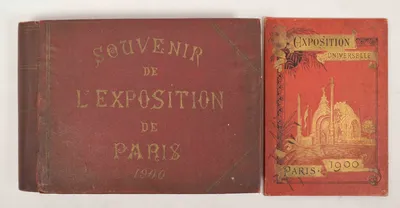 SOUVENIR
DE
L'EXPOSITION
DE
PARIS
1900
EXPOSITION
UNIVERSELLE
PARIS 1900